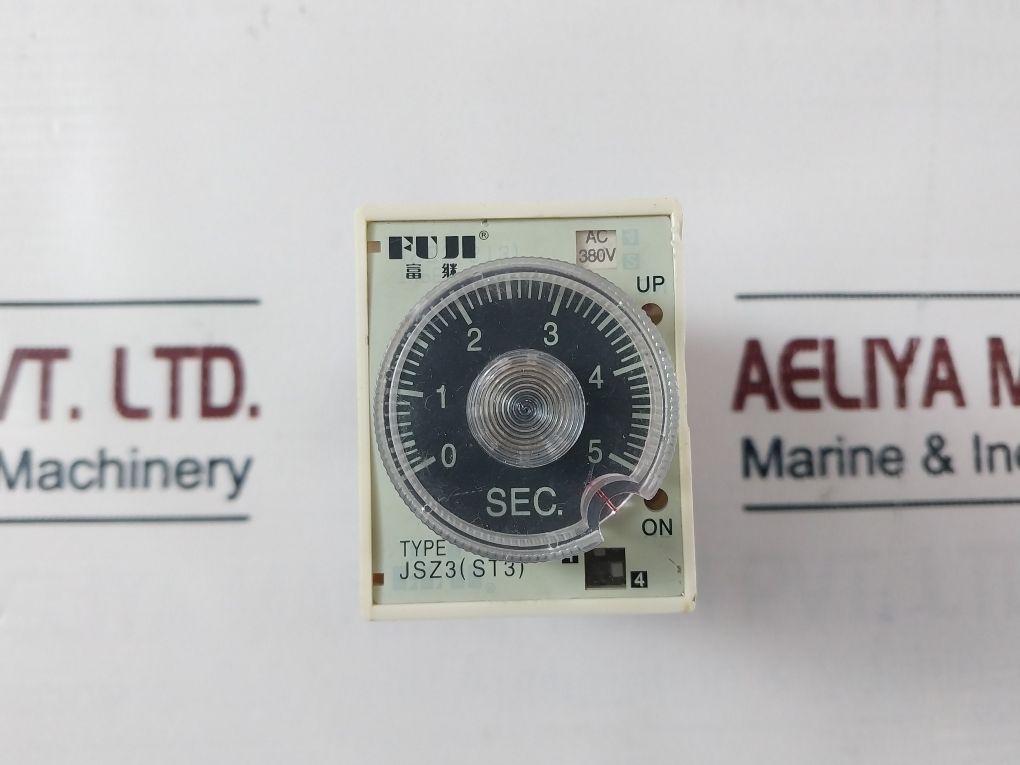 FUJI®
富继
AC
380V
UP
0 1 2 3 4 5
SEC.
ON
TYPE
JSZ3(ST3)
4
VT. LTD.
Machinery
AELIYA M
Marine & In